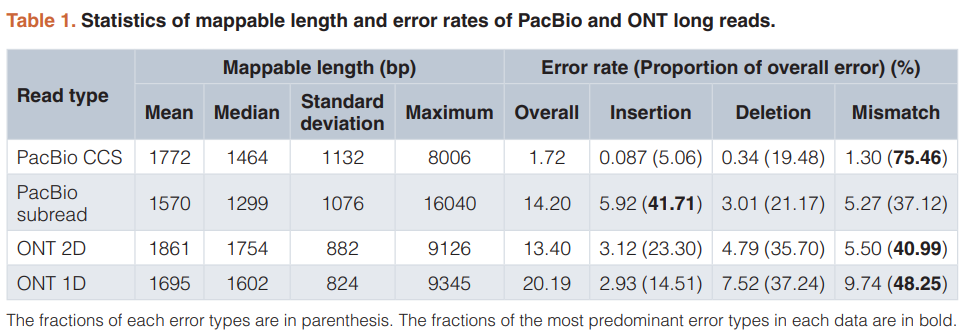 Table 1. Statistics of mappable length and error rates of PacBio and ONT long reads.
Read type Mappable length (bp) Error rate (Proportion of overall error) (%)
Mean Median Standard deviation Maximum Overall Insertion Deletion Mismatch
PacBio CCS 1772 1464 1132 8006 1.72 0.087 (5.06) 0.34 (19.48) 1.30 (75.46)
PacBio subread 1570 1299 1076 16040 14.20 5.92 (41.71) 3.01 (21.17) 5.27 (37.12)
ONT 2D 1861 1754 882 9126 13.40 3.12 (23.30) 4.79 (35.70) 5.50 (40.99)
ONT 1D 1695 1602 824 9345 20.19 2.93 (14.51) 7.52 (37.24) 9.74 (48.25)
The fractions of each error types are in parenthesis. The fractions of the most predominant error types in each data are in bold.